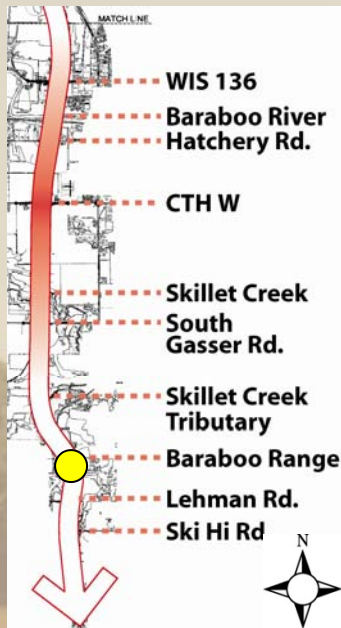 MATCH LINE
WIS 136
Baraboo River
Hatchery Rd.
CTH W
Skillet Creek
South
Gasser Rd.
Skillet Creek
Tributary
Baraboo Range
Lehman Rd.
Ski Hi Rd
N